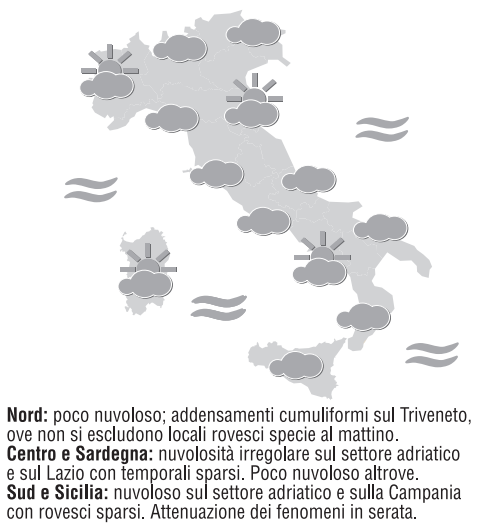 Nord: poco nuvoloso; addensamenti cumuliformi sul Triveneto,
ove non si escludono locali rovesci specie al mattino.
Centro e Sardegna: nuvolosità irregolare sul settore adriatico
e sul Lazio con temporali sparsi. Poco nuvoloso altrove.
Sud e Sicilia: nuvoloso sul settore adriatico e sulla Campania
con rovesci sparsi. Attenuazione dei fenomeni in serata.